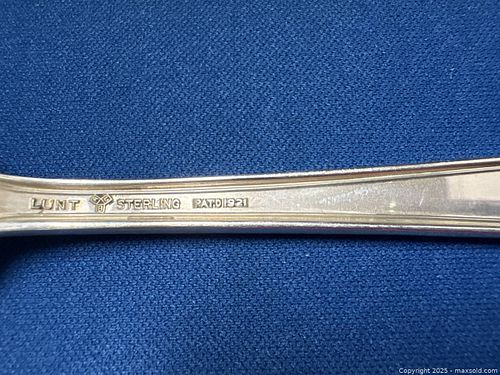 LUNT STERLING PAT.D 1921
Copyright 2025 - maxsold.com